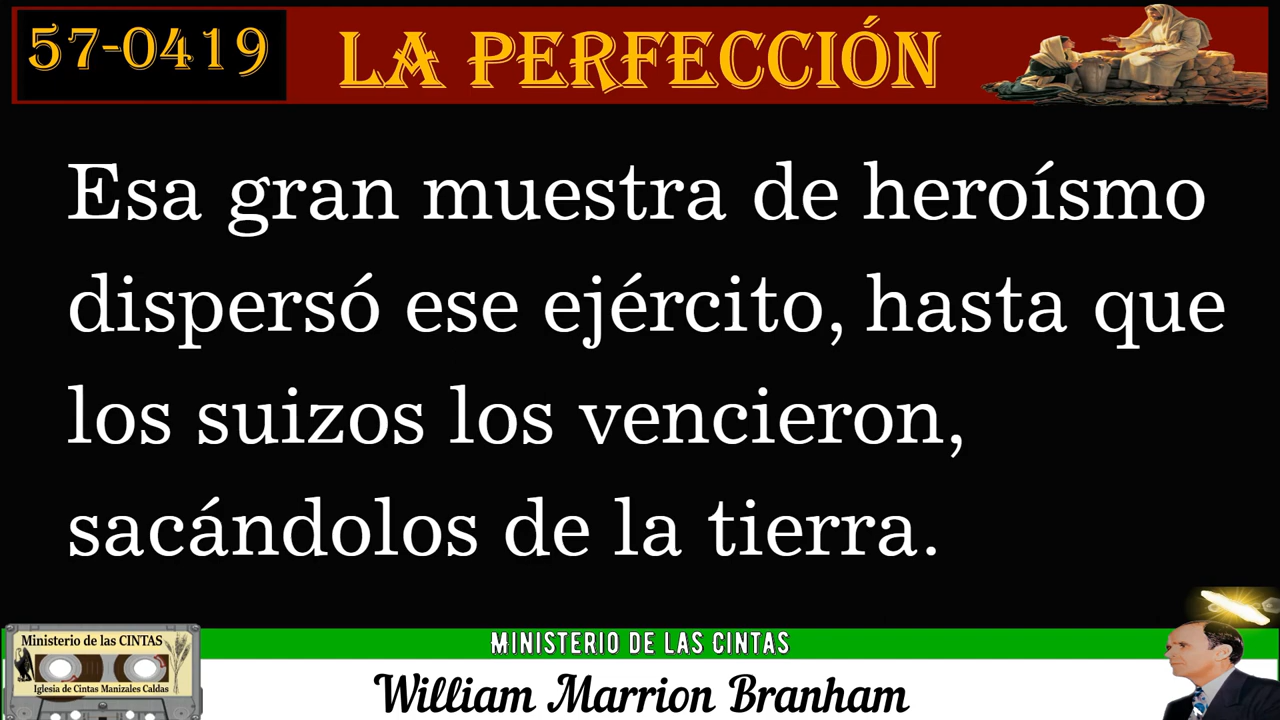 57-0419
LA PERFECCIÓN
Esa gran muestra de heroísmo
dispersó ese ejército, hasta que
los suizos los vencieron,
sacándolos de la tierra.
Ministerio de las CINTAS
Iglesia de Cintas Manizales Caldas
MINISTERIO DE LAS CINTAS
William Marrion Branham